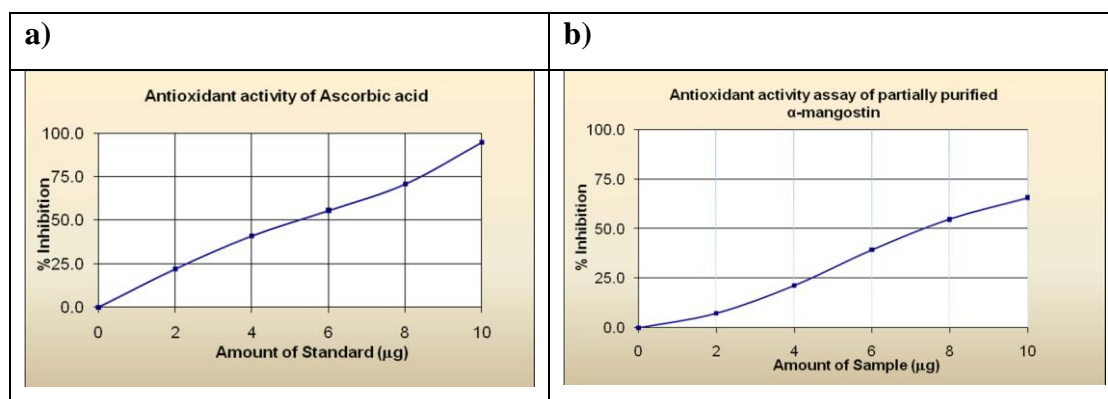 a)
b)
Antioxidant activity of Ascorbic acid
100.0
75.0
50.0
25.0
0.0
% Inhibition
0 2 4 6 8 10
Amount of Standard (µg)
Antioxidant activity assay of partially purified
α-mangostin
100.0
75.0
50.0
25.0
0.0
% Inhibition
0 2 4 6 8 10
Amount of Sample (µg)